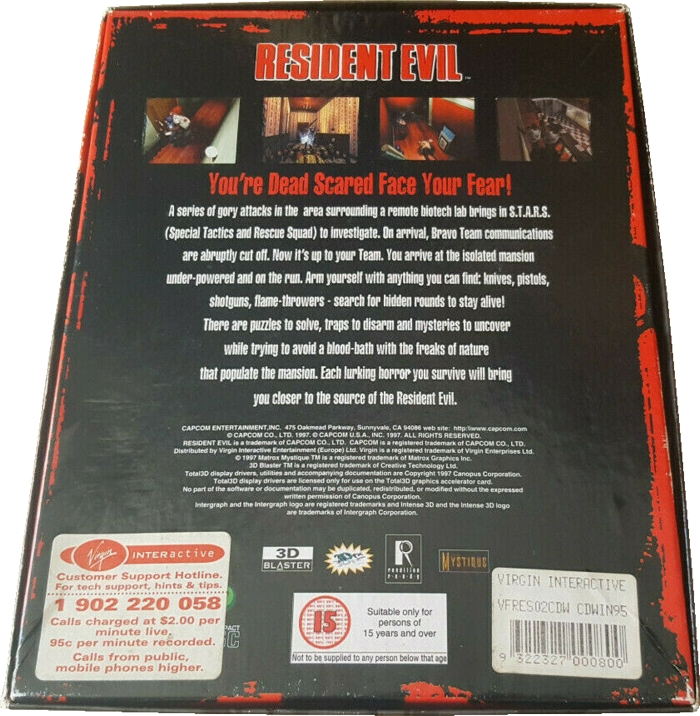 RESIDENT EVIL™
You're Dead Scared Face Your Fear!
A series of gory attacks in the area surrounding a remote biotech lab brings in S.T.A.R.S.
(Special Tactics and Rescue Squad) to investigate. On arrival, Bravo Team communications
are abruptly cut off. Now it's up to your Team. You arrive at the isolated mansion
under-powered and on the run. Arm yourself with anything you can find: knives, pistols,
shotguns, flame-throwers - search for hidden rounds to stay alive!
There are puzzles to solve, traps to disarm and mysteries to uncover
while trying to avoid a blood-bath with the freaks of nature
that populate the mansion. Each lurking horror you survive will bring
you closer to the source of the Resident Evil.
CAPCOM ENTERTAINMENT,INC. 475 Oakmead Parkway, Sunnyvale, CA 94086 web site: http:\\www.capcom.com
© CAPCOM CO., LTD. 1997. © CAPCOM U.S.A., INC. 1997. ALL RIGHTS RESERVED.
RESIDENT EVIL is a trademark of CAPCOM CO., LTD. CAPCOM is a registered trademark of CAPCOM CO., LTD.
Distributed by Virgin Interactive Entertainment (Europe) Ltd. Virgin is a registered trademark of Virgin Enterprises Ltd.
© 1997 Matrox Mystique TM is a registered trademark of Matrox Graphics Inc.
3D Blaster TM is a registered trademark of Creative Technology Ltd.
Total3D display drivers, utilities and accompanying documentation are Copyright 1997 Canopus Corporation.
Total3D display drivers are licensed only for use on the Total3D graphics accelerator card.
No part of the software or documentation may be duplicated, redistributed, or modified without the expressed
written permission of Canopus Corporation.
Intergraph and the Intergraph logo are registered trademarks and Intense 3D and the Intense 3D logo
are trademarks of Intergraph Corporation.
Virgin INTERactive
Customer Support Hotline.
For tech support, hints & tips.
1 902 220 058
Calls charged at $2.00 per
minute live,
95c per minute recorded.
Calls from public,
mobile phones higher.
3D
BLASTER
R
rendition
READY
MYSTIQUE
15
Suitable only for
persons of
15 years and over
Not to be supplied to any person below that age
VIRGIN INTERACTIVE
VFRES02CDW CDWIN95
9 322327 000800